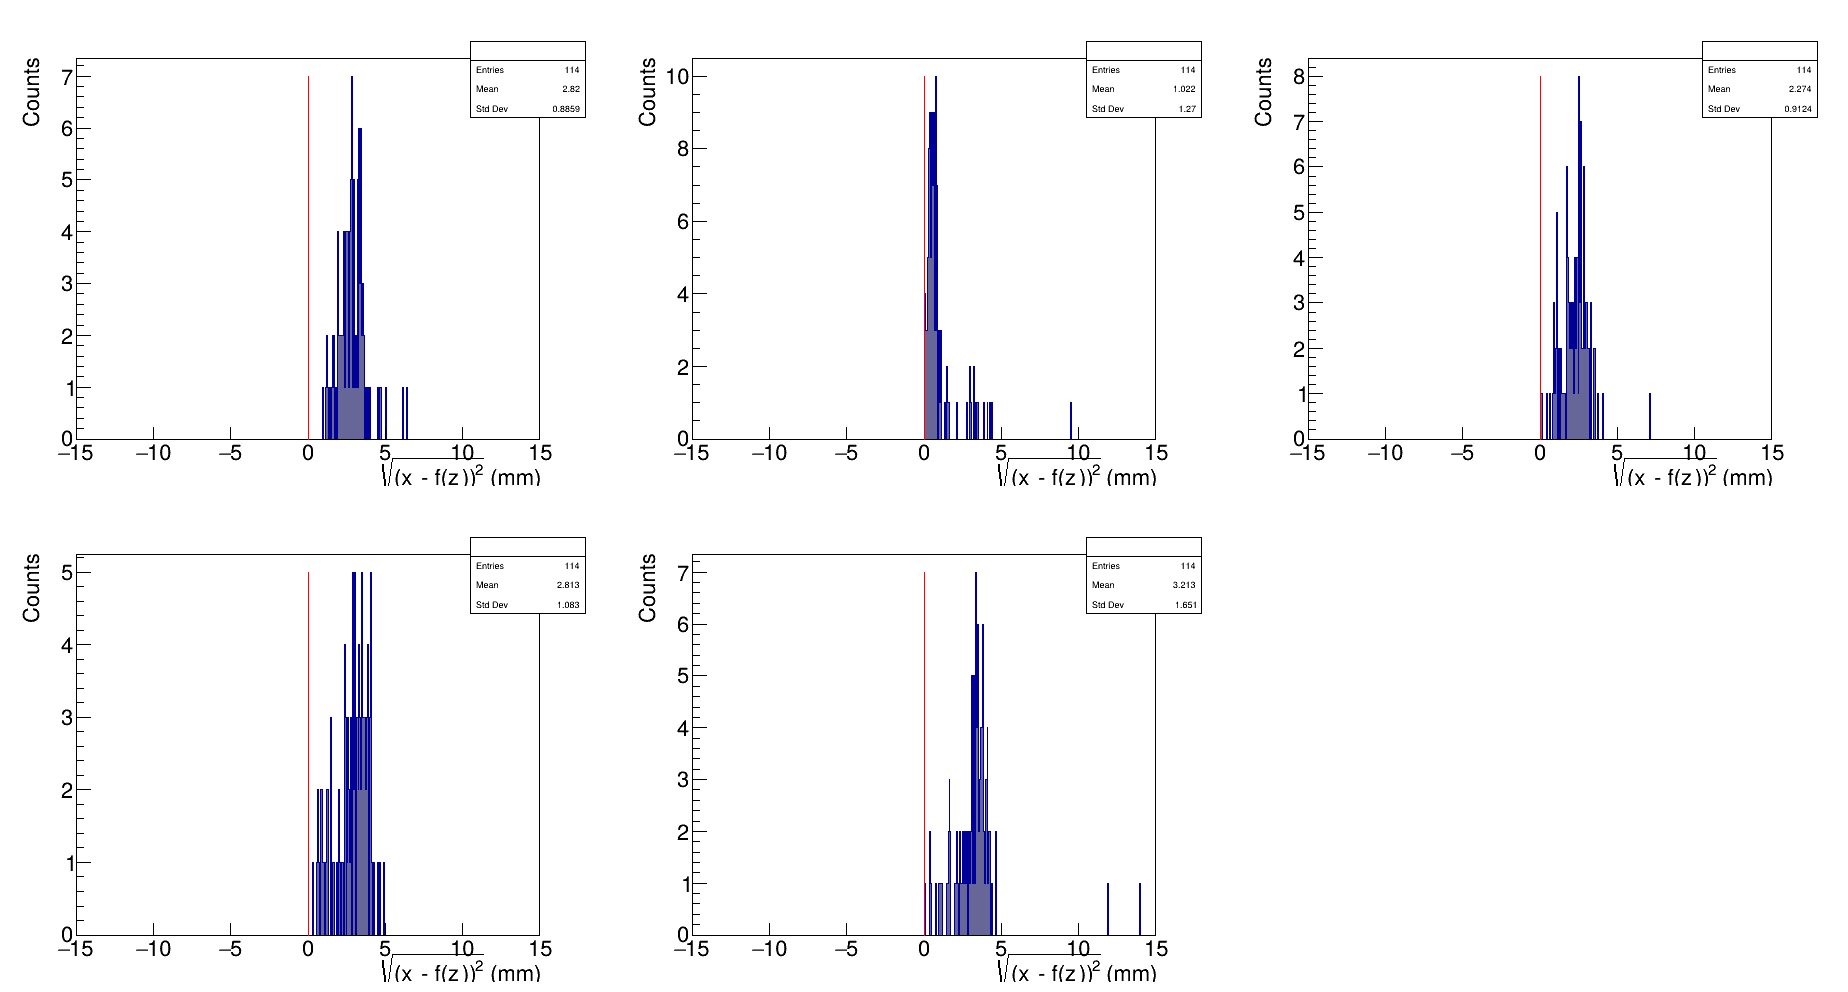 Counts
7
6
5
4
3
2
1
0
−15 −10 −5 0 5 10 15
√(x - f(z))² (mm)
Entries 114
Mean 2.82
Std Dev 0.8859
Counts
10
8
6
4
2
0
−15 −10 −5 0 5 10 15
√(x - f(z))² (mm)
Entries 114
Mean 1.022
Std Dev 1.27
Counts
8
7
6
5
4
3
2
1
0
−15 −10 −5 0 5 10 15
√(x - f(z))² (mm)
Entries 114
Mean 2.274
Std Dev 0.9124
Counts
5
4
3
2
1
0
−15 −10 −5 0 5 10 15
√(x - f(z))² (mm)
Entries 114
Mean 2.813
Std Dev 1.083
Counts
7
6
5
4
3
2
1
0
−15 −10 −5 0 5 10 15
√(x - f(z))² (mm)
Entries 114
Mean 3.213
Std Dev 1.651